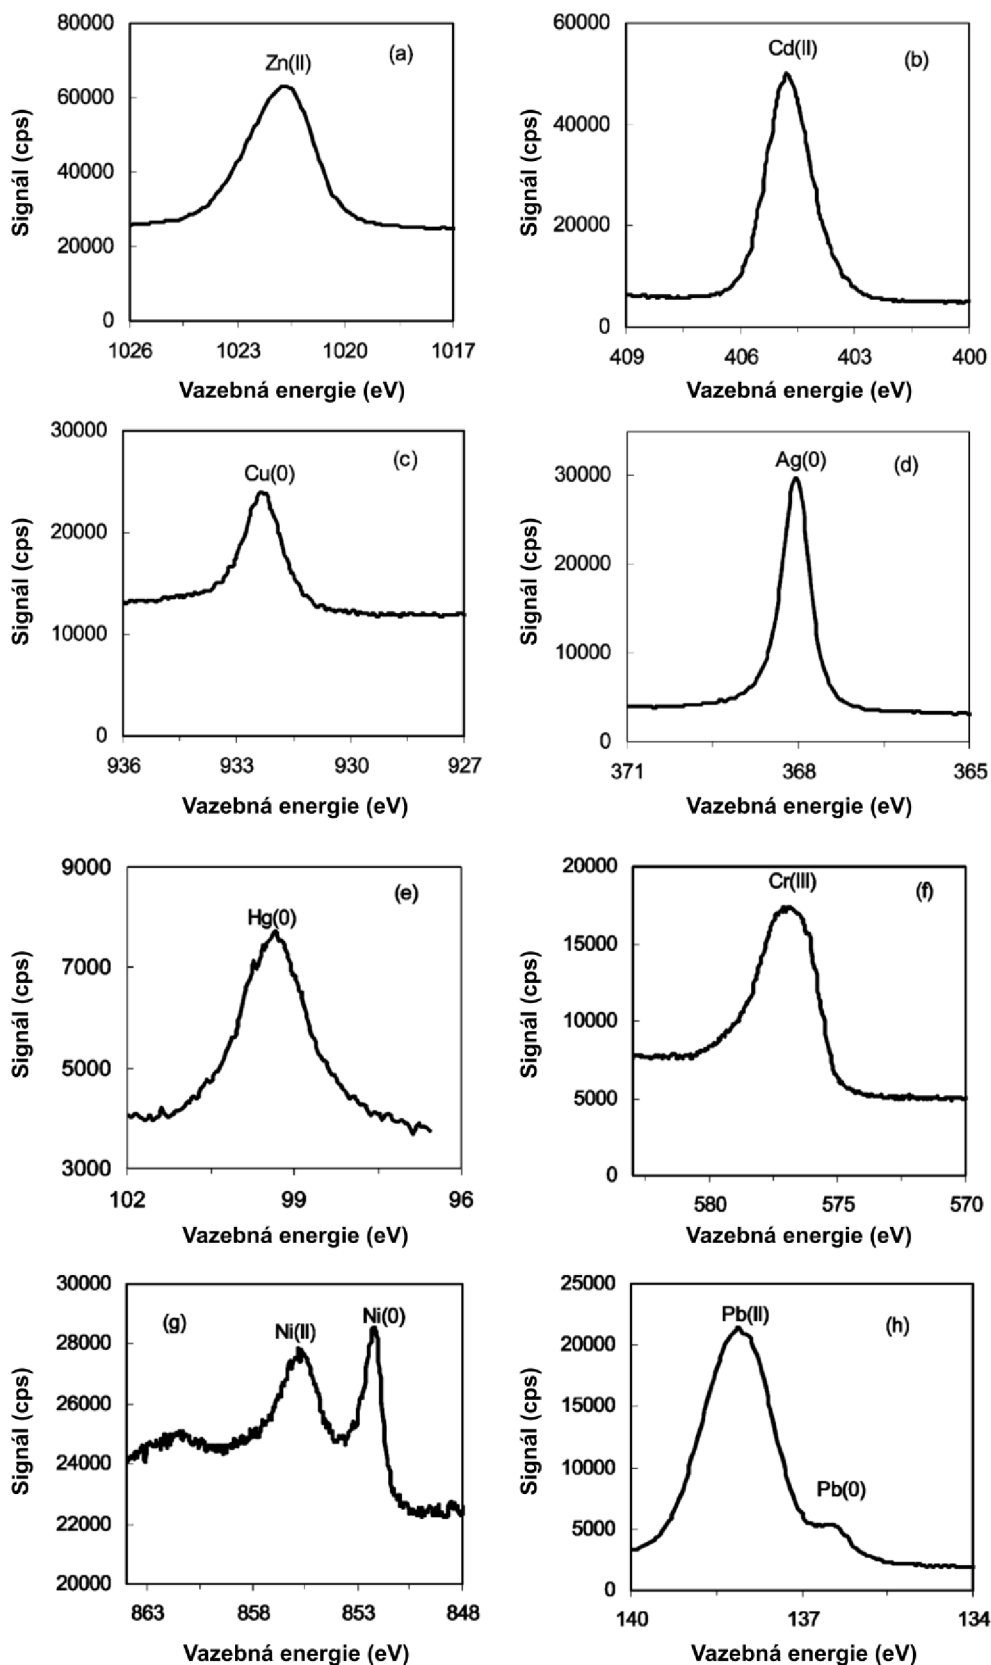 80000
(a)
Zn(II)
60000
40000
20000
0
Signál (cps)
1026 1023 1020 1017
Vazebná energie (eV)
60000
Cd(II)
(b)
40000
20000
0
Signál (cps)
409 406 403 400
Vazebná energie (eV)
30000
(c)
Cu(0)
20000
10000
0
Signál (cps)
936 933 930 927
Vazebná energie (eV)
Ag(0)
(d)
30000
20000
10000
0
Signál (cps)
371 368 365
Vazebná energie (eV)
9000
(e)
Hg(0)
7000
5000
3000
Signál (cps)
102 99 96
Vazebná energie (eV)
20000
Cr(III)
(f)
15000
10000
5000
0
Signál (cps)
580 575 570
Vazebná energie (eV)
30000
(g)
Ni(II)
Ni(0)
28000
26000
24000
22000
20000
Signál (cps)
863 858 853 848
Vazebná energie (eV)
25000
Pb(II)
(h)
20000
15000
10000
Pb(0)
5000
0
Signál (cps)
140 137 134
Vazebná energie (eV)